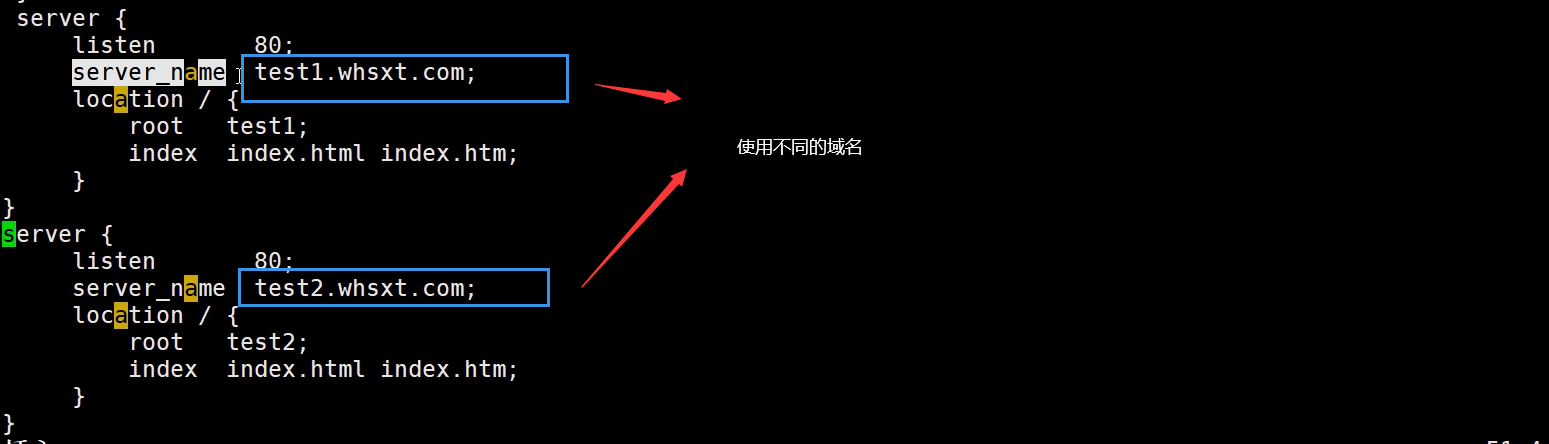 server {
listen 80;
server_name test1.whsxt.com;
location / {
root test1;
index index.html index.htm;
}
}
使用不同的域名
server {
listen 80;
server_name test2.whsxt.com;
location / {
root test2;
index index.html index.htm;
}
}